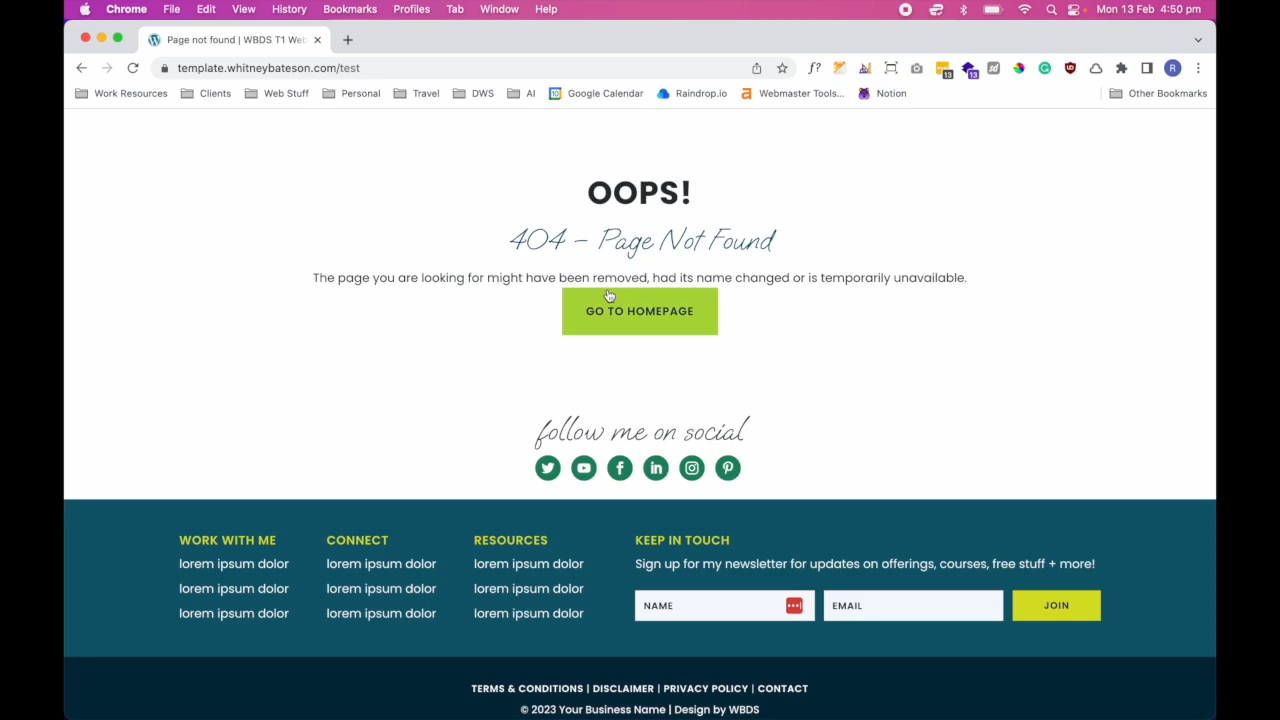 Chrome File Edit View History Bookmarks Profiles Tab Window Help Mon 13 Feb 4:50 pm
Page not found | WBDS T1 Web
template.whitneybateson.com/test
13 13 R
Work Resources Clients Web Stuff Personal Travel DWS AI Google Calendar Raindrop.io Webmaster Tools... Notion Other Bookmarks
OOPS!
404 – Page Not Found
The page you are looking for might have been removed, had its name changed or is temporarily unavailable.
GO TO HOMEPAGE
follow me on social
WORK WITH ME CONNECT RESOURCES KEEP IN TOUCH
lorem ipsum dolor lorem ipsum dolor lorem ipsum dolor Sign up for my newsletter for updates on offerings, courses, free stuff + more!
lorem ipsum dolor lorem ipsum dolor lorem ipsum dolor
NAME EMAIL JOIN
lorem ipsum dolor lorem ipsum dolor lorem ipsum dolor
TERMS & CONDITIONS | DISCLAIMER | PRIVACY POLICY | CONTACT
© 2023 Your Business Name | Design by WBDS